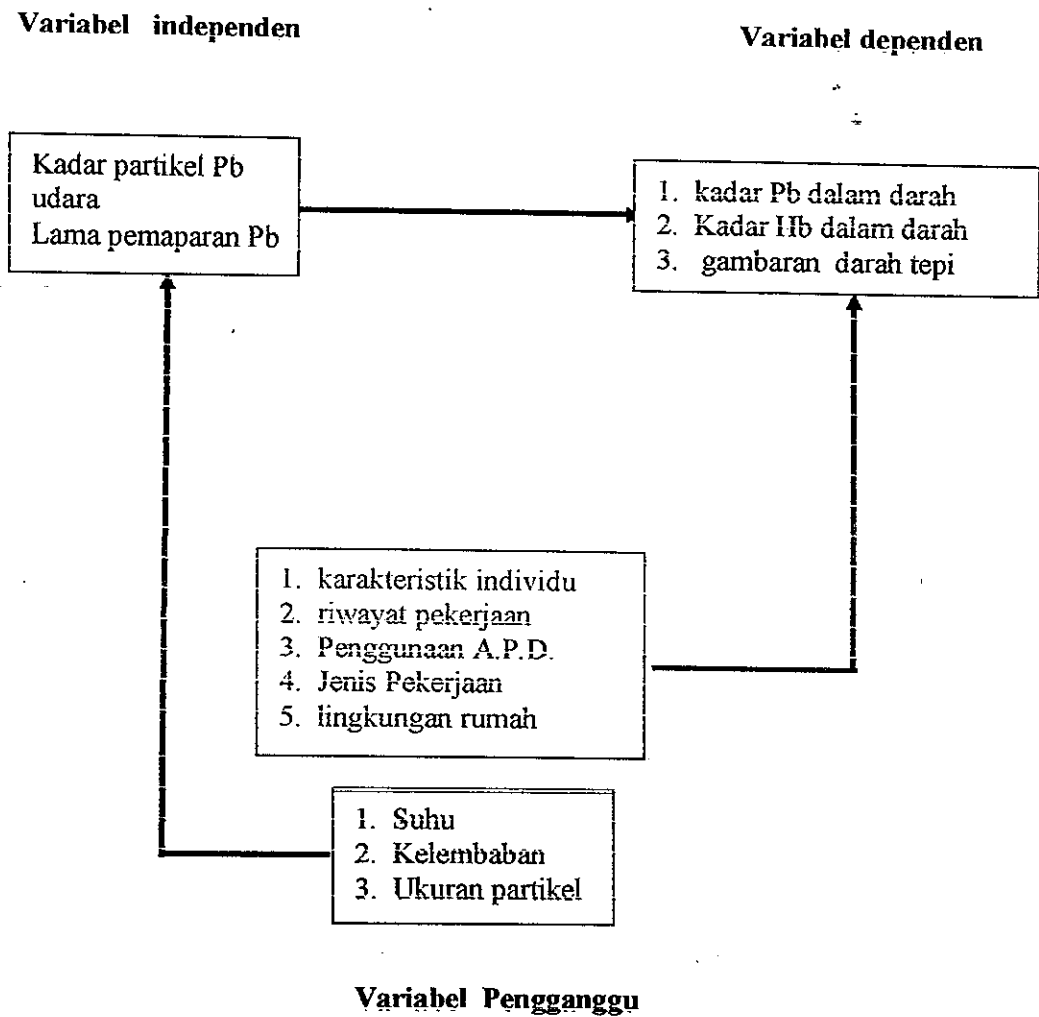 Variabel independen
Variabel dependen
Kadar partikel Pb
udara
Lama pemaparan Pb
1. kadar Pb dalam darah
2. Kadar Hb dalam darah
3. gambaran darah tepi
1. karakteristik individu
2. riwayat pekerjaan
3. Penggunaan A.P.D.
4. Jenis Pekerjaan
5. lingkungan rumah
1. Suhu
2. Kelembaban
3. Ukuran partikel
Variabel Pengganggu